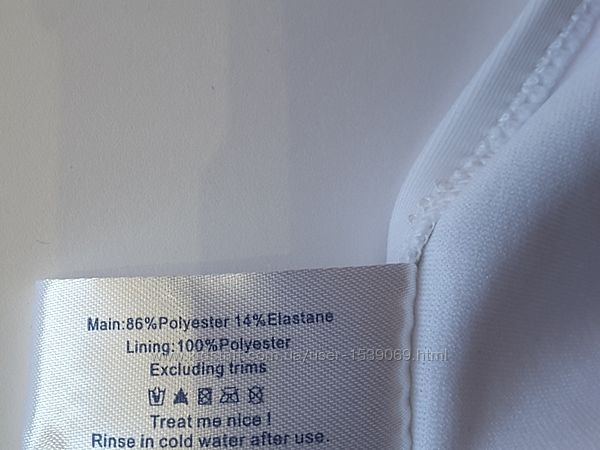 Main:86%Polyester 14%Elastane
Lining:100%Polyester
Excluding trims
Treat me nice !
Rinse in cold water after use.